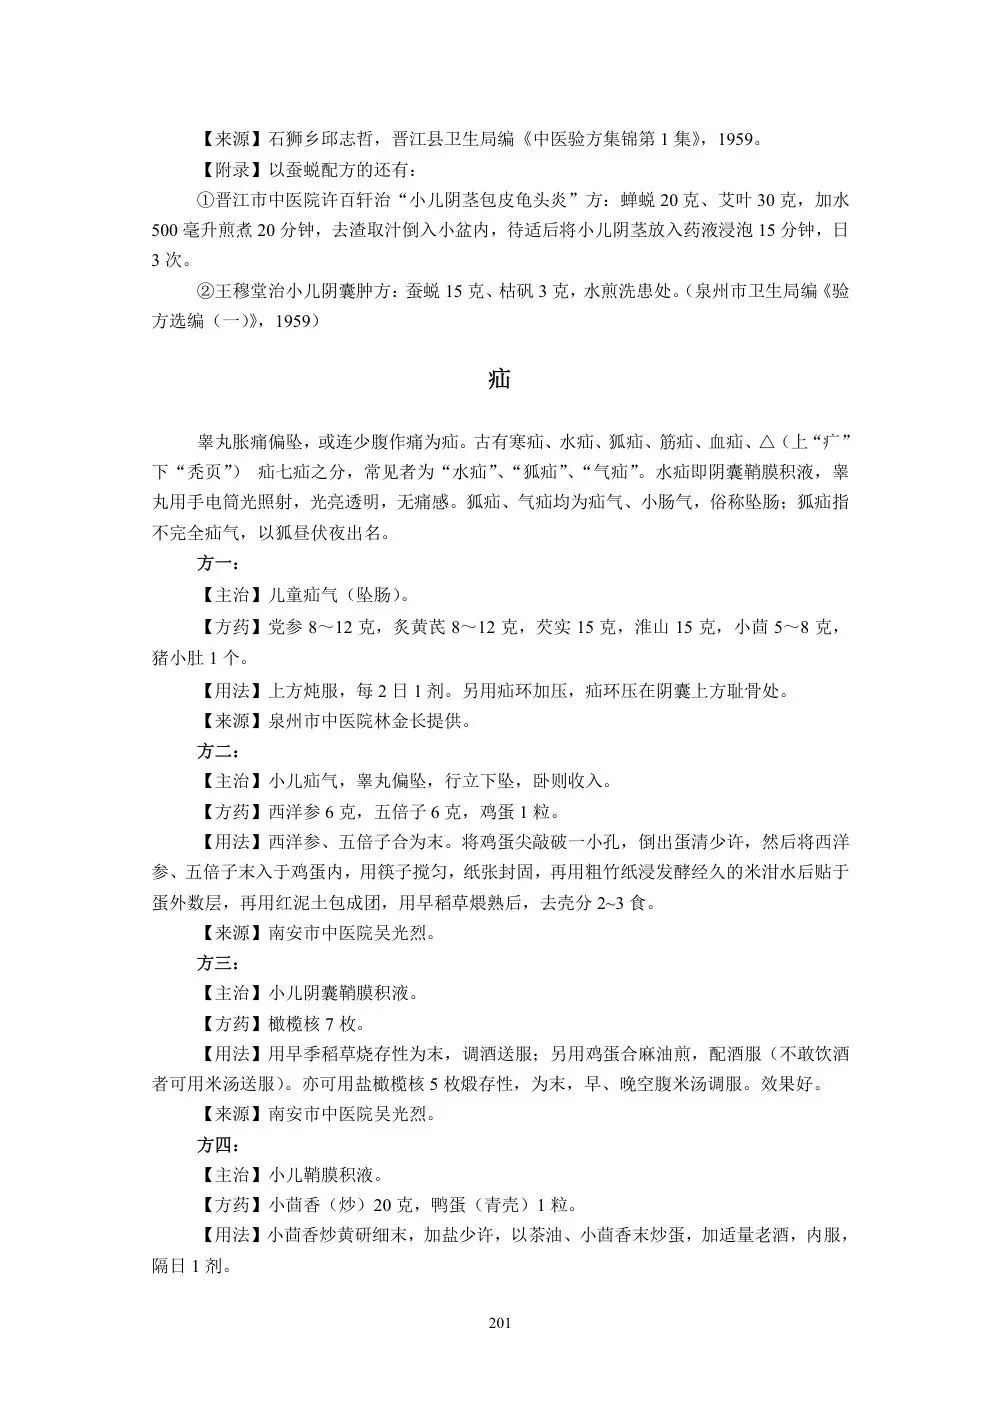 【来源】石狮乡邱志哲，晋江县卫生局编《中医验方集锦第 1 集》，1959。
【附录】以蚕蜕配方的还有：
①晋江市中医院许百轩治“小儿阴茎包皮龟头炎”方：蝉蜕 20 克、艾叶 30 克，加水
500 毫升煎煮 20 分钟，去渣取汁倒入小盆内，待适后将小儿阴茎放入药液浸泡 15 分钟，日
3 次。
②王穆堂治小儿阴囊肿方：蚕蜕 15 克、枯矾 3 克，水煎洗患处。（泉州市卫生局编《验
方选编（一）》，1959）
疝
睾丸胀痛偏坠，或连少腹作痛为疝。古有寒疝、水疝、狐疝、筋疝、血疝、△（上“疒”
下“秃页”） 疝七疝之分，常见者为“水疝”、“狐疝”、“气疝”。水疝即阴囊鞘膜积液，睾
丸用手电筒光照射，光亮透明，无痛感。狐疝、气疝均为疝气、小肠气，俗称坠肠；狐疝指
不完全疝气，以狐昼伏夜出名。
方一：
【主治】儿童疝气（坠肠）。
【方药】党参 8～12 克，炙黄芪 8～12 克，芡实 15 克，淮山 15 克，小茴 5～8 克，
猪小肚 1 个。
【用法】上方炖服，每 2 日 1 剂。另用疝环加压，疝环压在阴囊上方耻骨处。
【来源】泉州市中医院林金长提供。
方二：
【主治】小儿疝气，睾丸偏坠，行立下坠，卧则收入。
【方药】西洋参 6 克，五倍子 6 克，鸡蛋 1 粒。
【用法】西洋参、五倍子合为末。将鸡蛋尖敲破一小孔，倒出蛋清少许，然后将西洋
参、五倍子末入于鸡蛋内，用筷子搅匀，纸张封固，再用粗竹纸浸发酵经久的米泔水后贴于
蛋外数层，再用红泥土包成团，用早稻草煨熟后，去壳分 2~3 食。
【来源】南安市中医院吴光烈。
方三：
【主治】小儿阴囊鞘膜积液。
【方药】橄榄核 7 枚。
【用法】用早季稻草烧存性为末，调酒送服；另用鸡蛋合麻油煎，配酒服（不敢饮酒
者可用米汤送服）。亦可用盐橄榄核 5 枚煅存性，为末，早、晚空腹米汤调服。效果好。
【来源】南安市中医院吴光烈。
方四：
【主治】小儿鞘膜积液。
【方药】小茴香（炒）20 克，鸭蛋（青壳）1 粒。
【用法】小茴香炒黄研细末，加盐少许，以茶油、小茴香末炒蛋，加适量老酒，内服，
隔日 1 剂。
201